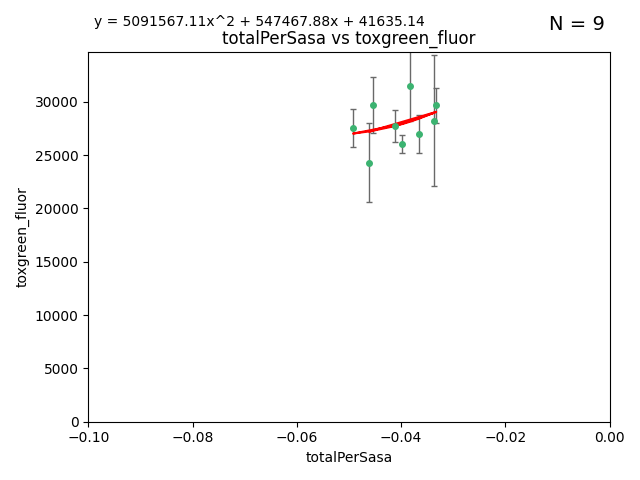 y = 5091567.11x^2 + 547467.88x + 41635.14
N = 9
totalPerSasa vs toxgreen_fluor
30000
25000
20000
15000
10000
5000
0
toxgreen_fluor
−0.10
−0.08
−0.06
−0.04
−0.02
0.00
totalPerSasa